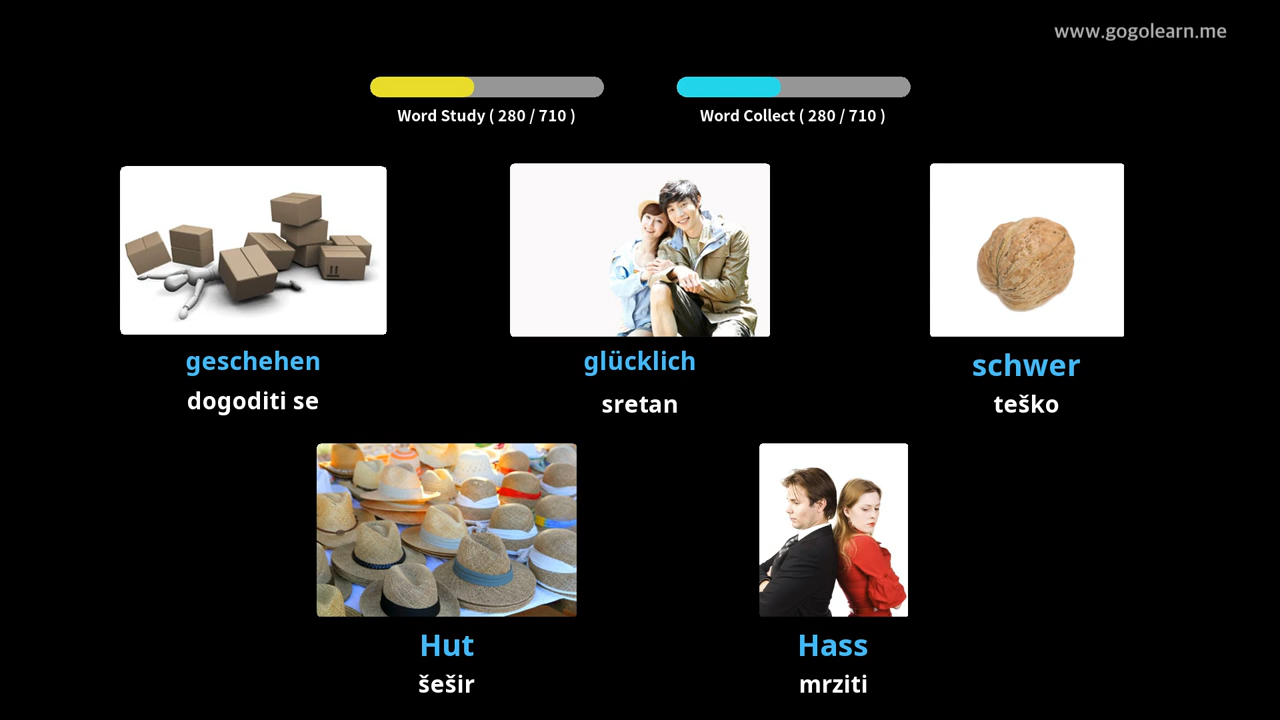 www.gogolearn.me
Word Study ( 280 / 710 )
Word Collect ( 280 / 710 )
geschehen
dogoditi se
glücklich
sretan
schwer
teško
Hut
šešir
Hass
mrziti